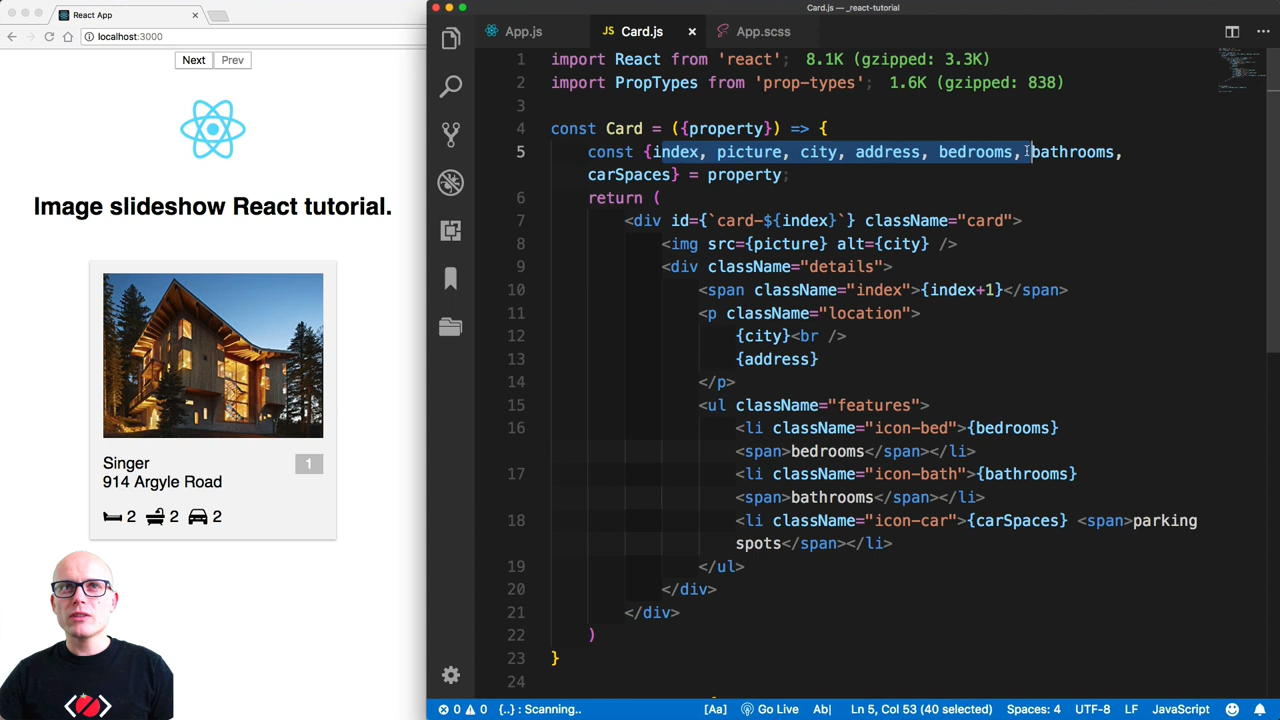 React App
localhost:3000
Next Prev
Image slideshow React tutorial.
Singer
1
914 Argyle Road
2 2 2
Card.js — _react-tutorial
App.js
JS Card.js
App.scss
1 import React from 'react'; 8.1K (gzipped: 3.3K)
2 import PropTypes from 'prop-types'; 1.6K (gzipped: 838)
3
4 const Card = ({property}) => {
5 const {index, picture, city, address, bedrooms, bathrooms,
carSpaces} = property;
6 return (
7 <div id={`card-${index}`} className="card">
8 <img src={picture} alt={city} />
9 <div className="details">
10 <span className="index">{index+1}</span>
11 <p className="location">
12 {city}<br />
13 {address}
14 </p>
15 <ul className="features">
16 <li className="icon-bed">{bedrooms}
<span>bedrooms</span></li>
17 <li className="icon-bath">{bathrooms}
<span>bathrooms</span></li>
18 <li className="icon-car">{carSpaces} <span>parking
spots</span></li>
19 </ul>
20 </div>
21 </div>
22 )
23 }
24
0 0 {..} : Scanning.. [Aa] Go Live Ab| Ln 5, Col 53 (40 selected) Spaces: 4 UTF-8 LF JavaScript